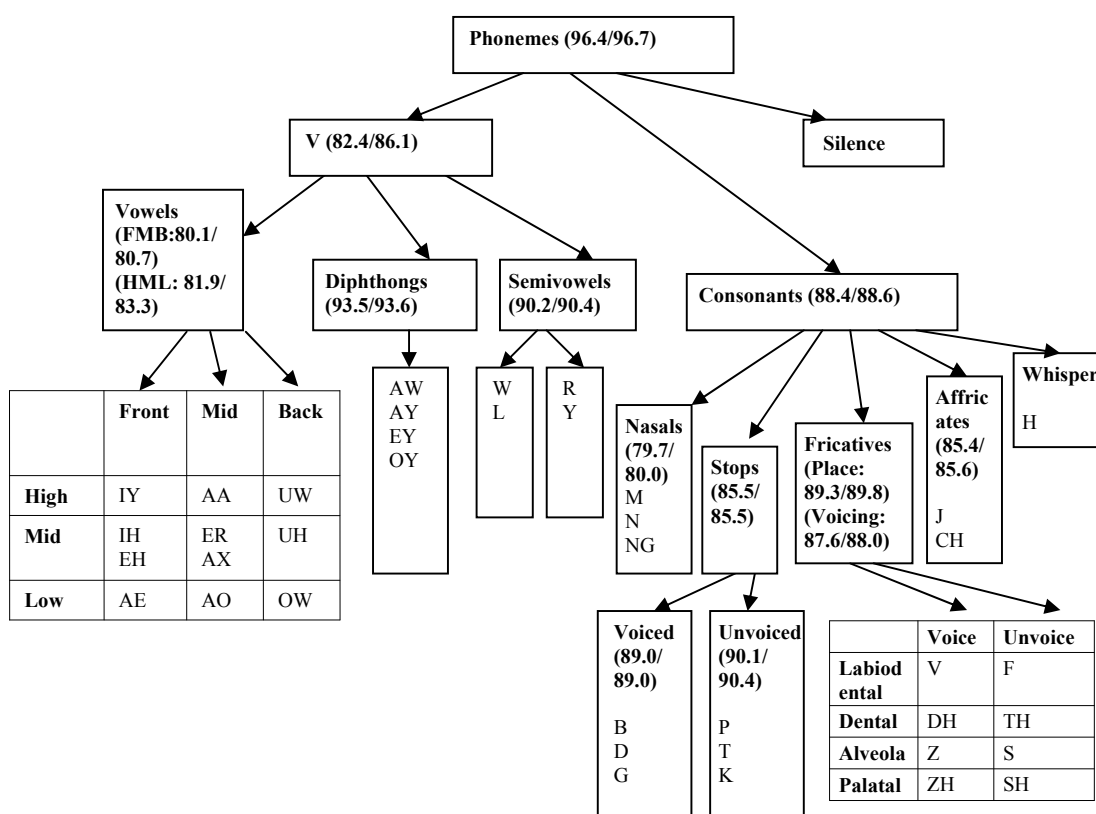 Phonemes (96.4/96.7)
V (82.4/86.1)
Silence
Vowels
(FMB:80.1/
80.7)
(HML: 81.9/
83.3)
Diphthongs
(93.5/93.6)
Semivowels
(90.2/90.4)
Consonants (88.4/88.6)
Front Mid Back
High IY AA UW
Mid IH ER UH
EH AX
Low AE AO OW
AW
AY
EY
OY
W
L
R
Y
Nasals
(79.7/
80.0)
M
N
NG
Stops
(85.5/
85.5)
Fricatives
(Place:
89.3/89.8)
(Voicing:
87.6/88.0)
Affric
ates
(85.4/
85.6)
J
CH
Whisper
H
Voiced
(89.0/
89.0)
B
D
G
Unvoiced
(90.1/
90.4)
P
T
K
Voice Unvoice
Labiod
ental V F
Dental DH TH
Alveola Z S
Palatal ZH SH